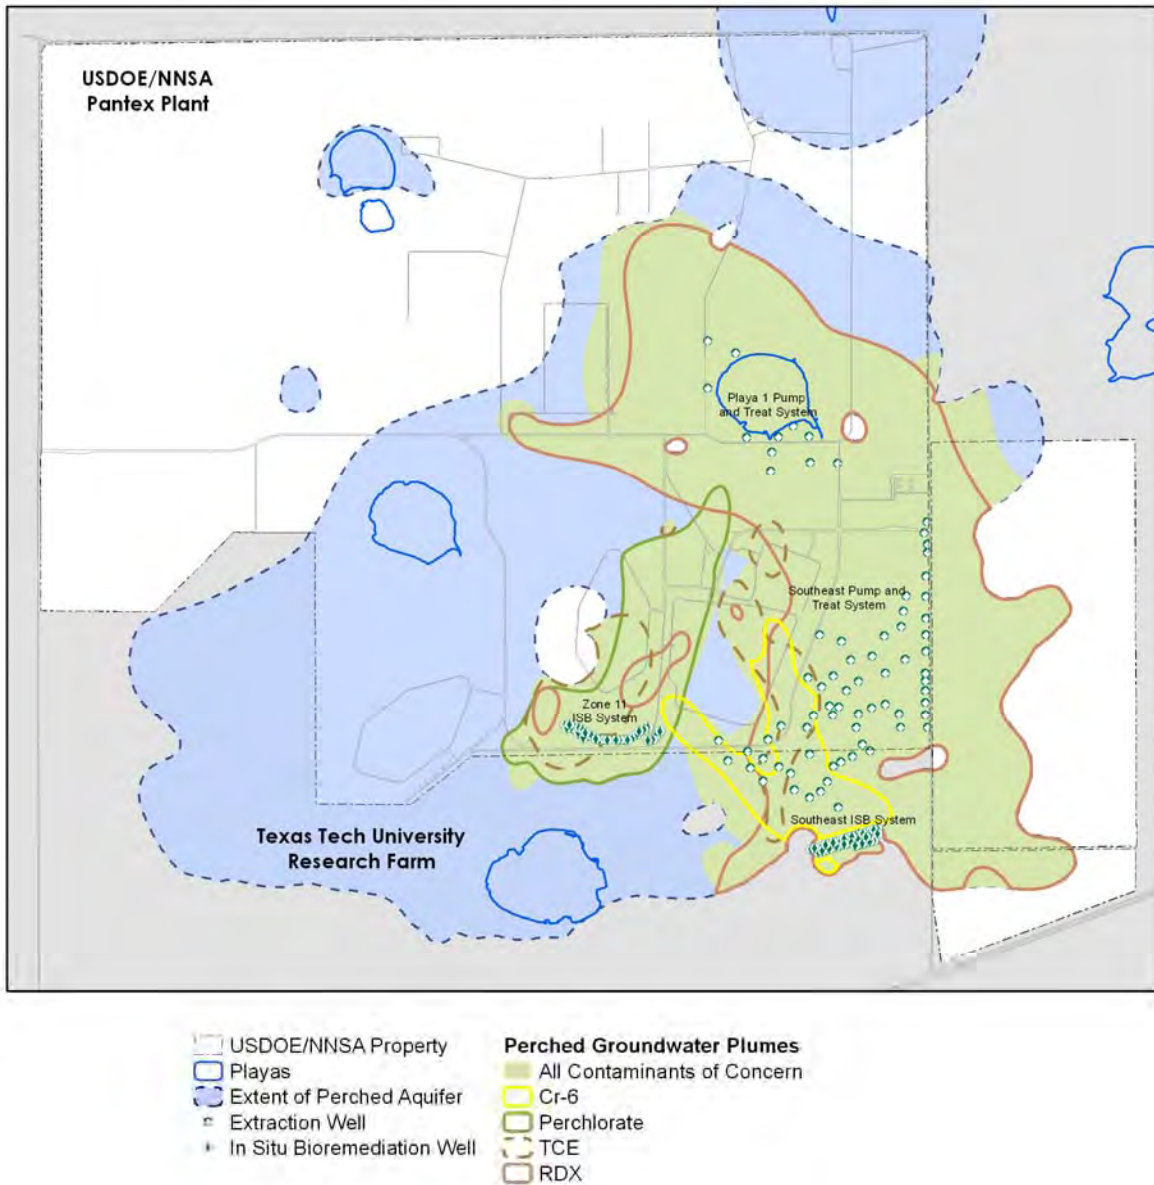 USDOE/NNSA
Pantex Plant
Playa 1 Pump
and Treat System
Southeast Pump and
Treat System
Zone 11
ISB System
Southeast ISB System
Texas Tech University
Research Farm
USDOE/NNSA Property
Playas
Extent of Perched Aquifer
Extraction Well
In Situ Bioremediation Well
Perched Groundwater Plumes
All Contaminants of Concern
Cr-6
Perchlorate
TCE
RDX